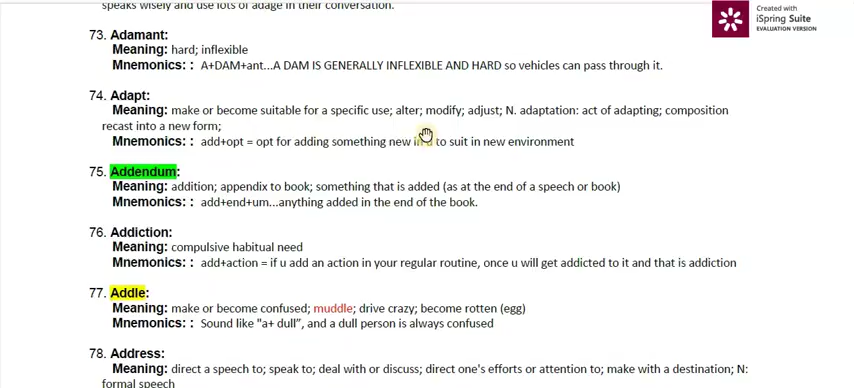 speaks wisely and use lots of adage in their conversation.
Created with
iSpring Suite
EVALUATION VERSION
73. Adamant:
Meaning: hard; inflexible
Mnemonics: : A+DAM+ant...A DAM IS GENERALLY INFLEXIBLE AND HARD so vehicles can pass through it.
74. Adapt:
Meaning: make or become suitable for a specific use; alter; modify; adjust; N. adaptation: act of adapting; composition
recast into a new form;
Mnemonics: : add+opt = opt for adding something new in u to suit in new environment
75. Addendum:
Meaning: addition; appendix to book; something that is added (as at the end of a speech or book)
Mnemonics: : add+end+um...anything added in the end of the book.
76. Addiction:
Meaning: compulsive habitual need
Mnemonics: : add+action = if u add an action in your regular routine, once u will get addicted to it and that is addiction
77. Addle:
Meaning: make or become confused; muddle; drive crazy; become rotten (egg)
Mnemonics: : Sound like "a+ dull", and a dull person is always confused
78. Address:
Meaning: direct a speech to; speak to; deal with or discuss; direct one's efforts or attention to; make with a destination; N:
formal speech